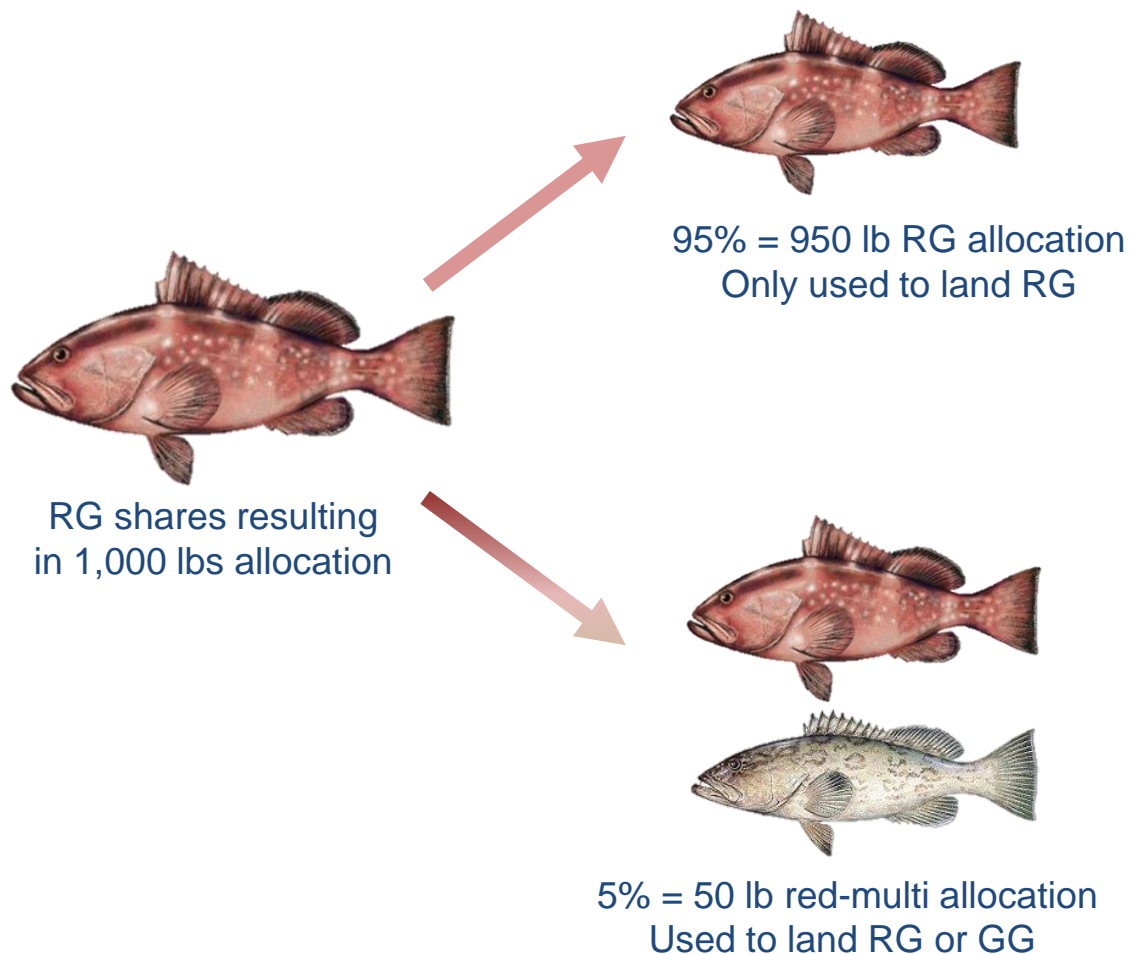 95% = 950 lb RG allocation
Only used to land RG
RG shares resulting
in 1,000 lbs allocation
5% = 50 lb red-multi allocation
Used to land RG or GG